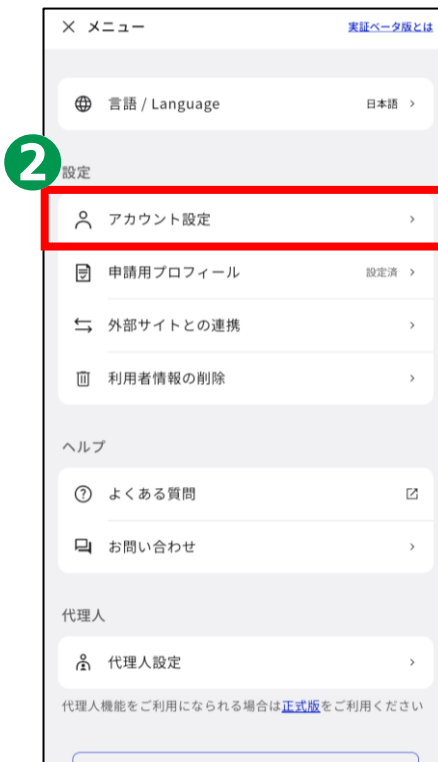 × メニュー 実証ベータ版とは
言語 / Language 日本語 >
2
設定
アカウント設定 >
申請用プロフィール 設定済 >
外部サイトとの連携 >
利用者情報の削除 >
ヘルプ
よくある質問
お問い合わせ >
代理人
代理人設定 >
代理人機能をご利用になられる場合は正式版をご利用ください